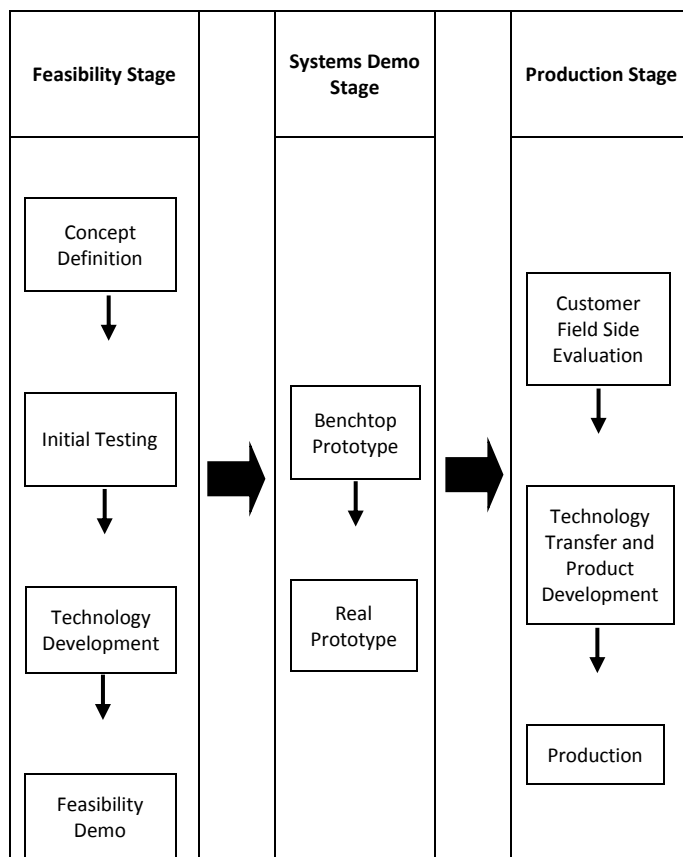 Feasibility Stage
Systems Demo
Stage
Production Stage
Concept
Definition
Initial Testing
Technology
Development
Feasibility
Demo
Benchtop
Prototype
Real
Prototype
Customer
Field Side
Evaluation
Technology
Transfer and
Product
Development
Production